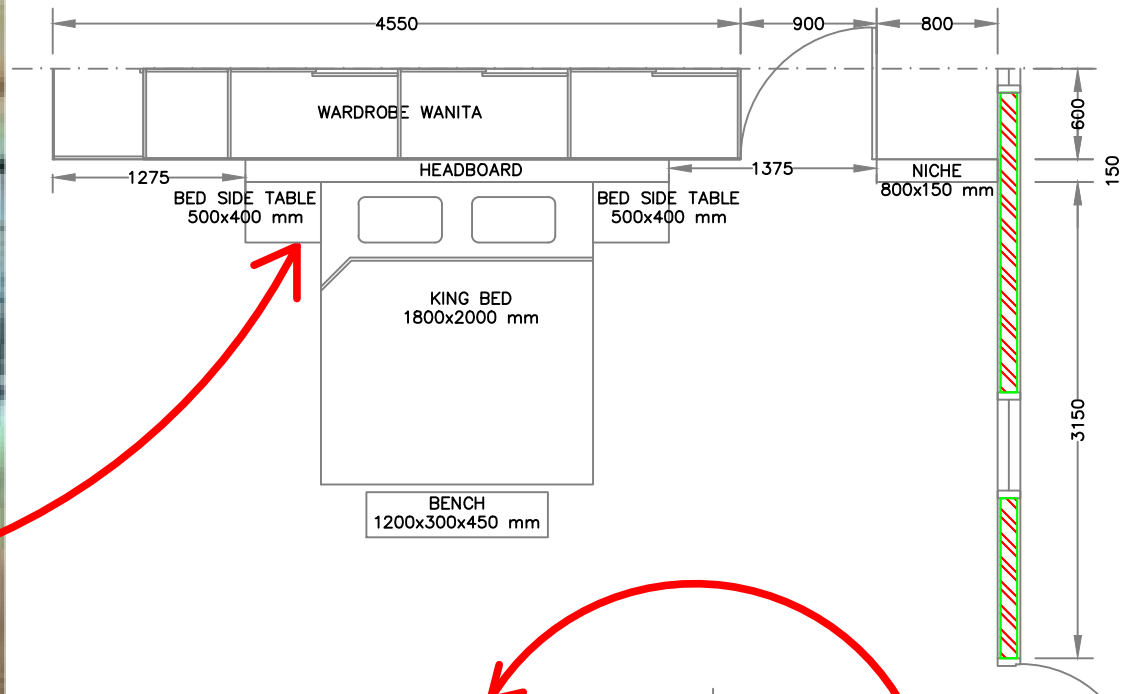 4550
900
800
WARDROBE WANITA
600
HEADBOARD
1275
1375
NICHE
800x150 mm
150
BED SIDE TABLE
500x400 mm
BED SIDE TABLE
500x400 mm
KING BED
1800x2000 mm
3150
BENCH
1200x300x450 mm